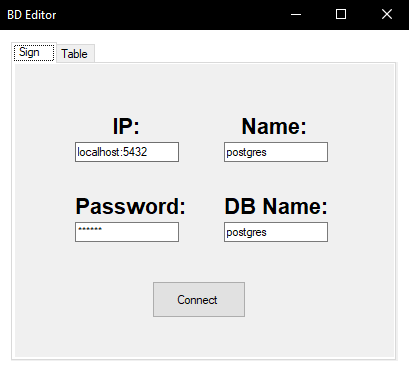 BD Editor
Sign Table
IP: Name:
localhost:5432 postgres
Password: DB Name:
****** postgres
Connect